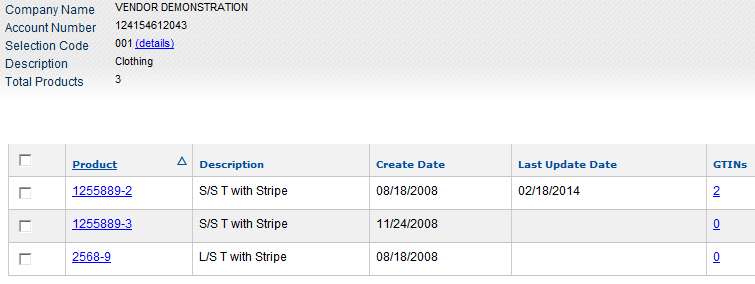 Company Name VENDOR DEMONSTRATION
Account Number 124154612043
Selection Code 001 (details)
Description Clothing
Total Products 3
Product Description Create Date Last Update Date GTINs
1255889-2 S/S T with Stripe 08/18/2008 02/18/2014 2
1255889-3 S/S T with Stripe 11/24/2008 0
2568-9 L/S T with Stripe 08/18/2008 0